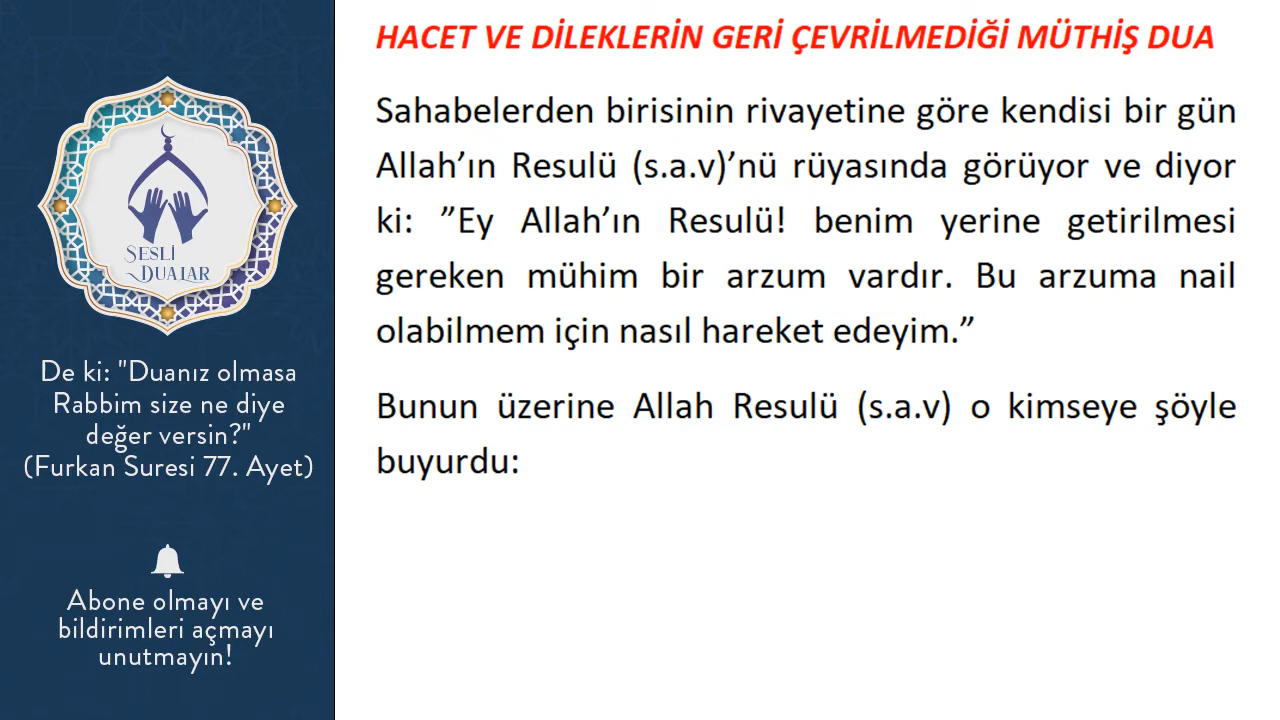 SESLİ
DUALAR
De ki: "Duanız olmasa
Rabbim size ne diye
değer versin?"
(Furkan Suresi 77. Ayet)
Abone olmayı ve
bildirimleri açmayı
unutmayın!
HACET VE DİLEKLERİN GERİ ÇEVRİLMEDİĞİ MÜTHİŞ DUA
Sahabelerden birisinin rivayetine göre kendisi bir gün
Allah’ın Resulü (s.a.v)’nü rüyasında görüyor ve diyor
ki: ”Ey Allah’ın Resulü! benim yerine getirilmesi
gereken mühim bir arzum vardır. Bu arzuma nail
olabilmem için nasıl hareket edeyim.”
Bunun üzerine Allah Resulü (s.a.v) o kimseye şöyle
buyurdu: